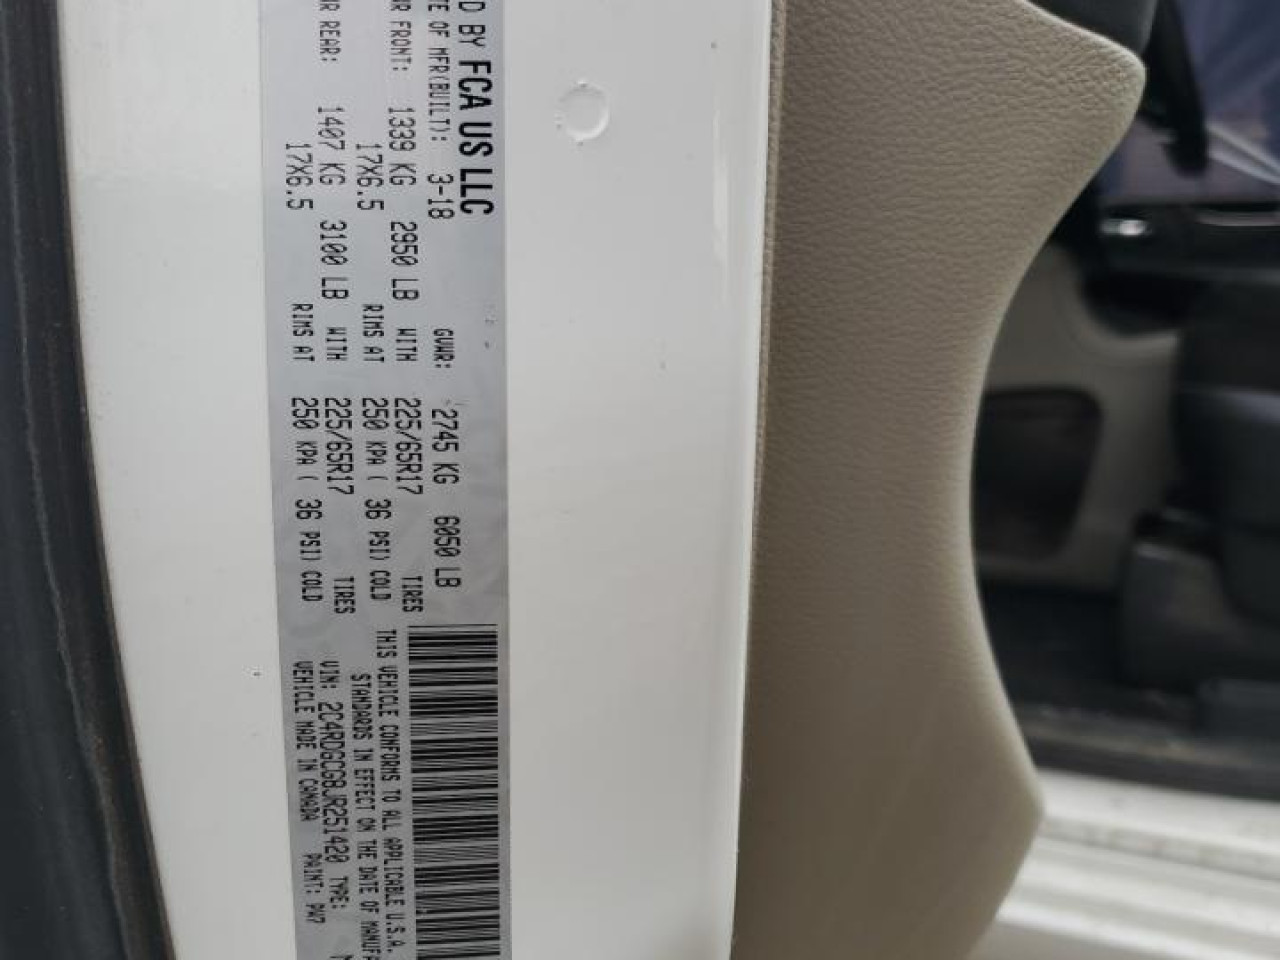 D BY FCA US LLC
TE OF MFR(BUILT): 3-18 GVWR: 2745 KG 6050 LB
WR FRONT: 1339 KG 2950 LB WITH 225/65R17 TIRES
17X6.5 RIMS AT 250 KPA ( 36 PSI) COLD
WR REAR: 1407 KG 3100 LB WITH 225/65R17 TIRES
17X6.5 RIMS AT 250 KPA ( 36 PSI) COLD
THIS VEHICLE CONFORMS TO ALL APPLICABLE U.S.A.
STANDARDS IN EFFECT ON THE DATE OF MANUFA
VIN: 2C4RDGCG8JR251420 TYPE:
VEHICLE MADE IN CANADA PAINT: PW7